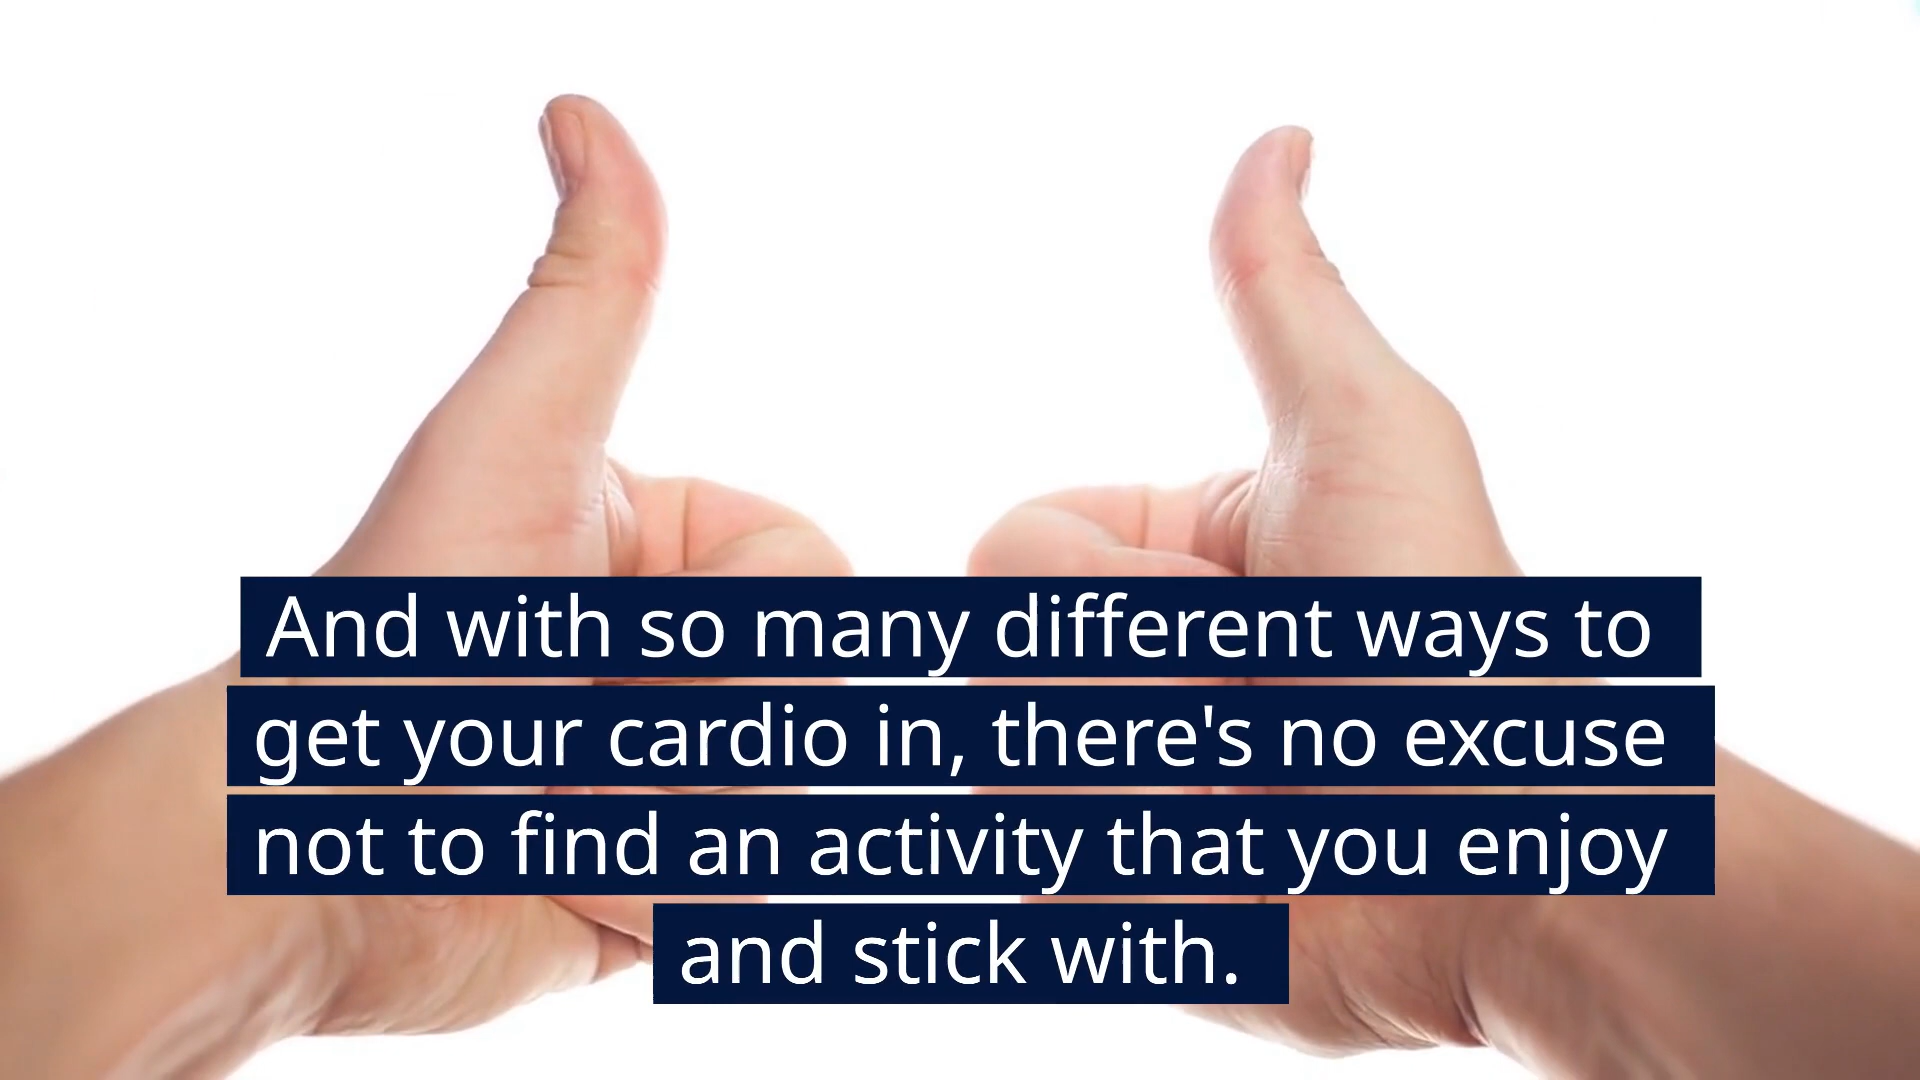 And with so many different ways to
get your cardio in, there's no excuse
not to find an activity that you enjoy
and stick with.